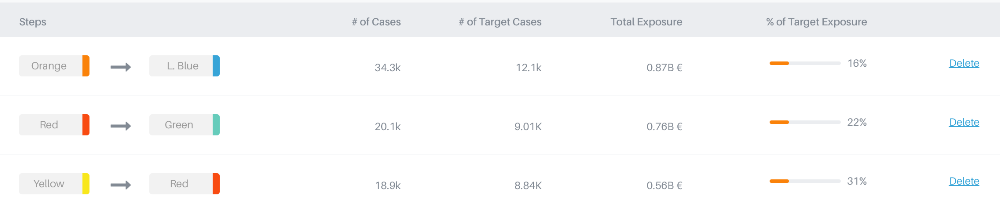 Steps # of Cases # of Target Cases Total Exposure % of Target Exposure
Orange L. Blue 34.3k 12.1k 0.87B € 16% Delete
Red Green 20.1k 9.01K 0.76B € 22% Delete
Yellow Red 18.9k 8.84K 0.56B € 31% Delete